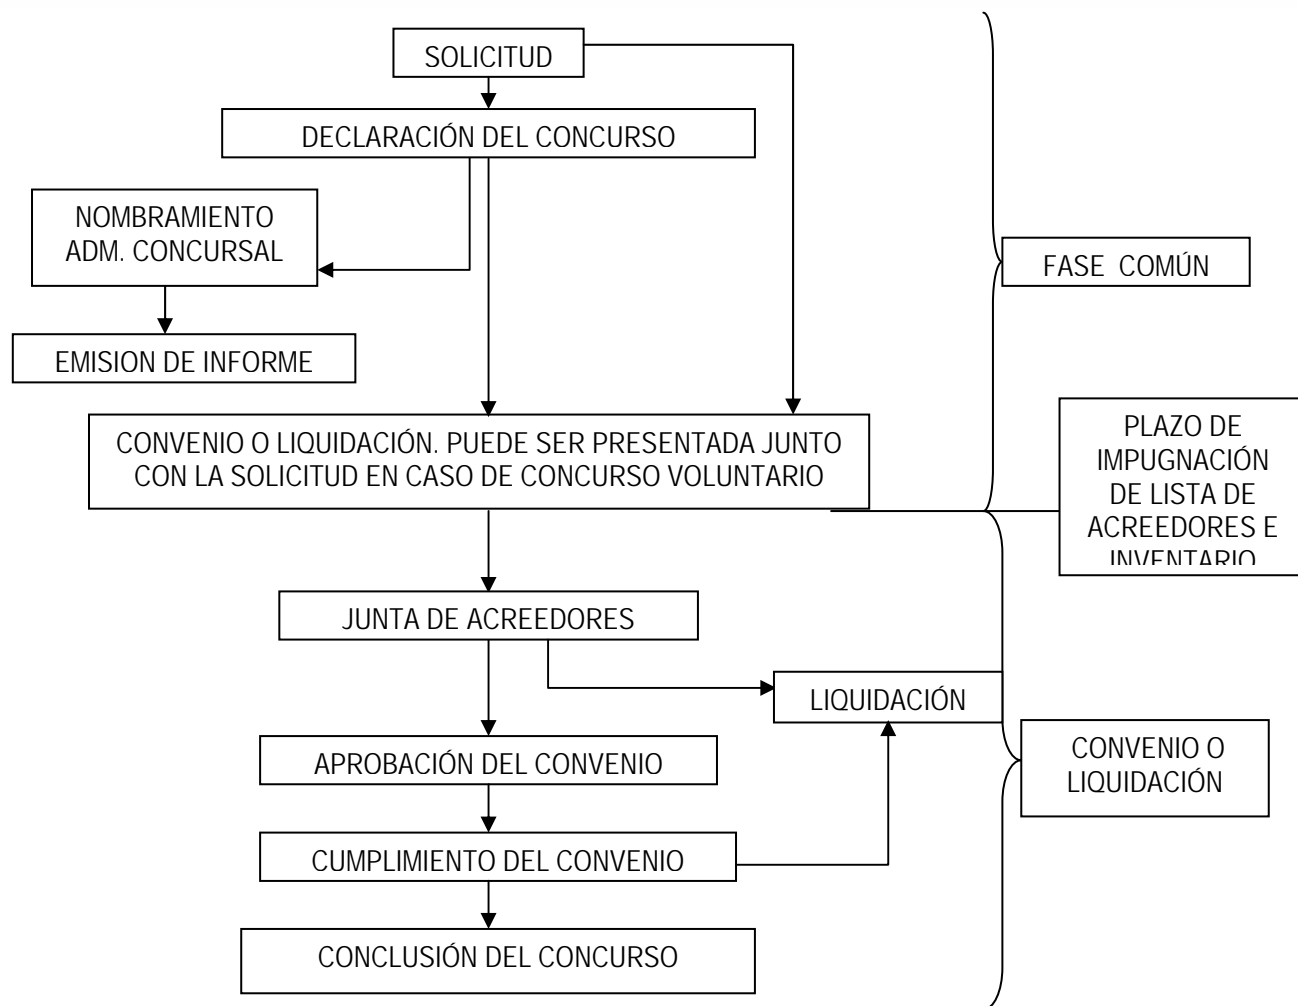 SOLICITUD
DECLARACIÓN DEL CONCURSO
NOMBRAMIENTO
ADM. CONCURSAL
FASE COMÚN
EMISION DE INFORME
CONVENIO O LIQUIDACIÓN. PUEDE SER PRESENTADA JUNTO
CON LA SOLICITUD EN CASO DE CONCURSO VOLUNTARIO
PLAZO DE
IMPUGNACIÓN
DE LISTA DE
ACREEDORES E
INVENTARIO
JUNTA DE ACREEDORES
LIQUIDACIÓN
APROBACIÓN DEL CONVENIO
CONVENIO O
LIQUIDACIÓN
CUMPLIMIENTO DEL CONVENIO
CONCLUSIÓN DEL CONCURSO